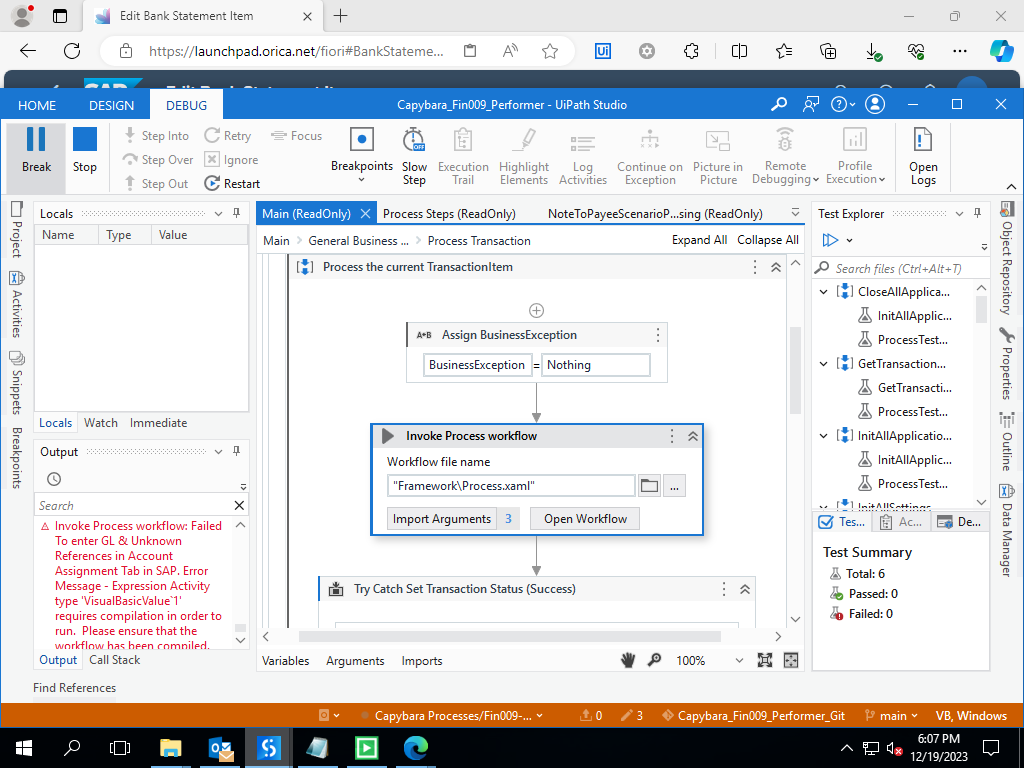 Edit Bank Statement Item
https://launchpad.orica.net/fiori#BankStateme...
HOME
DESIGN
DEBUG
Capybara_Fin009_Performer - UiPath Studio
Break
Stop
Step Into
Step Over
Step Out
Retry
Ignore
Restart
Focus
Breakpoints
Slow
Step
Execution
Trail
Highlight
Elements
Log
Activities
Continue on
Exception
Picture in
Picture
Remote
Debugging
Profile
Execution
Open
Logs
Project
Activities
Snippets
Breakpoints
Locals
Name
Type
Value
Locals
Watch
Immediate
Output
Search
Invoke Process workflow: Failed
To enter GL & Unknown
References in Account
Assignment Tab in SAP. Error
Message - Expression Activity
type 'VisualBasicValue`1'
requires compilation in order to
run. Please ensure that the
workflow has been compiled.
Output
Call Stack
Find References
Main (ReadOnly)
Process Steps (ReadOnly)
NoteToPayeeScenarioP...sing (ReadOnly)
Main
General Business ...
Process Transaction
Expand All
Collapse All
Process the current TransactionItem
A+B
Assign BusinessException
BusinessException
=
Nothing
Invoke Process workflow
Workflow file name
"Framework\Process.xaml"
...
Import Arguments
3
Open Workflow
Try Catch Set Transaction Status (Success)
Variables
Arguments
Imports
100%
Test Explorer
Search files (Ctrl+Alt+T)
CloseAllApplica...
InitAllApplic...
ProcessTest...
GetTransaction...
GetTransacti...
ProcessTest...
InitAllApplicatio...
InitAllApplic...
ProcessTest...
InitAllSettings
Tes...
Ac...
De...
Test Summary
Total: 6
Passed: 0
Failed: 0
Object Repository
Properties
Outline
Data Manager
Capybara Processes/Fin009-...
0
3
Capybara_Fin009_Performer_Git
main
VB, Windows
6:07 PM
12/19/2023